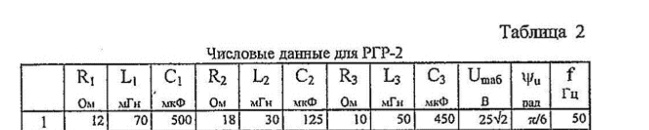 Таблица 2
Числовые данные для РГР-2
R₁ L₁ C₁ R₂ L₂ C₂ R₃ L₃ C₃ Uₘₐб ψᵤ f
Ом мГн мкФ Ом мГн мкФ Ом мГн мкФ В рад Гц
1 12 70 500 18 30 125 10 50 450 25√2 π/6 50